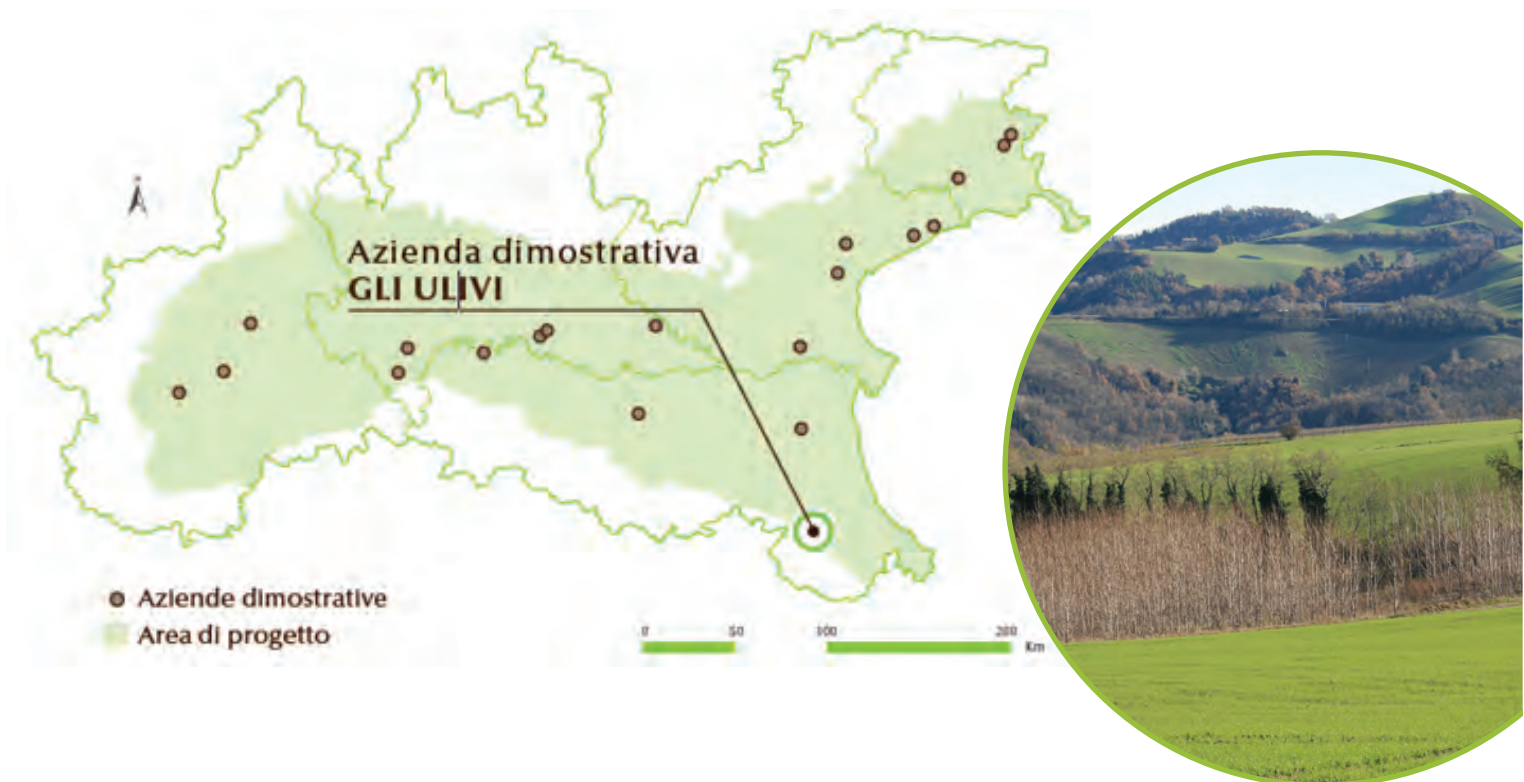 Azienda dimostrativa
GLI ULIVI
Aziende dimostrative
Area di progetto
0 50 100 200
Km